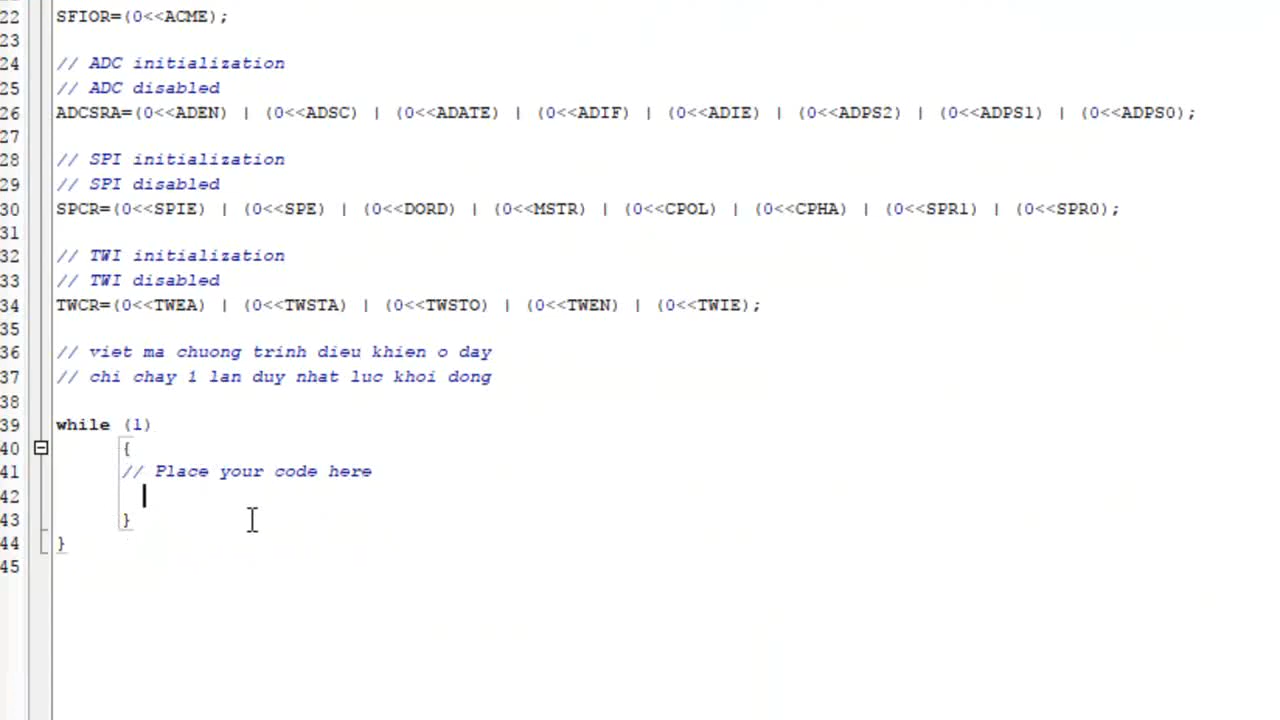 22 SFIOR=(0<<ACME);
23
24 // ADC initialization
25 // ADC disabled
26 ADCSRA=(0<<ADEN) | (0<<ADSC) | (0<<ADATE) | (0<<ADIF) | (0<<ADIE) | (0<<ADPS2) | (0<<ADPS1) | (0<<ADPS0);
27
28 // SPI initialization
29 // SPI disabled
30 SPCR=(0<<SPIE) | (0<<SPE) | (0<<DORD) | (0<<MSTR) | (0<<CPOL) | (0<<CPHA) | (0<<SPR1) | (0<<SPR0);
31
32 // TWI initialization
33 // TWI disabled
34 TWCR=(0<<TWEA) | (0<<TWSTA) | (0<<TWSTO) | (0<<TWEN) | (0<<TWIE);
35
36 // viet ma chuong trinh dieu khien o day
37 // chi chay 1 lan duy nhat luc khoi dong
38
39 while (1)
40 {
41 // Place your code here
42
43 }
44 }
45